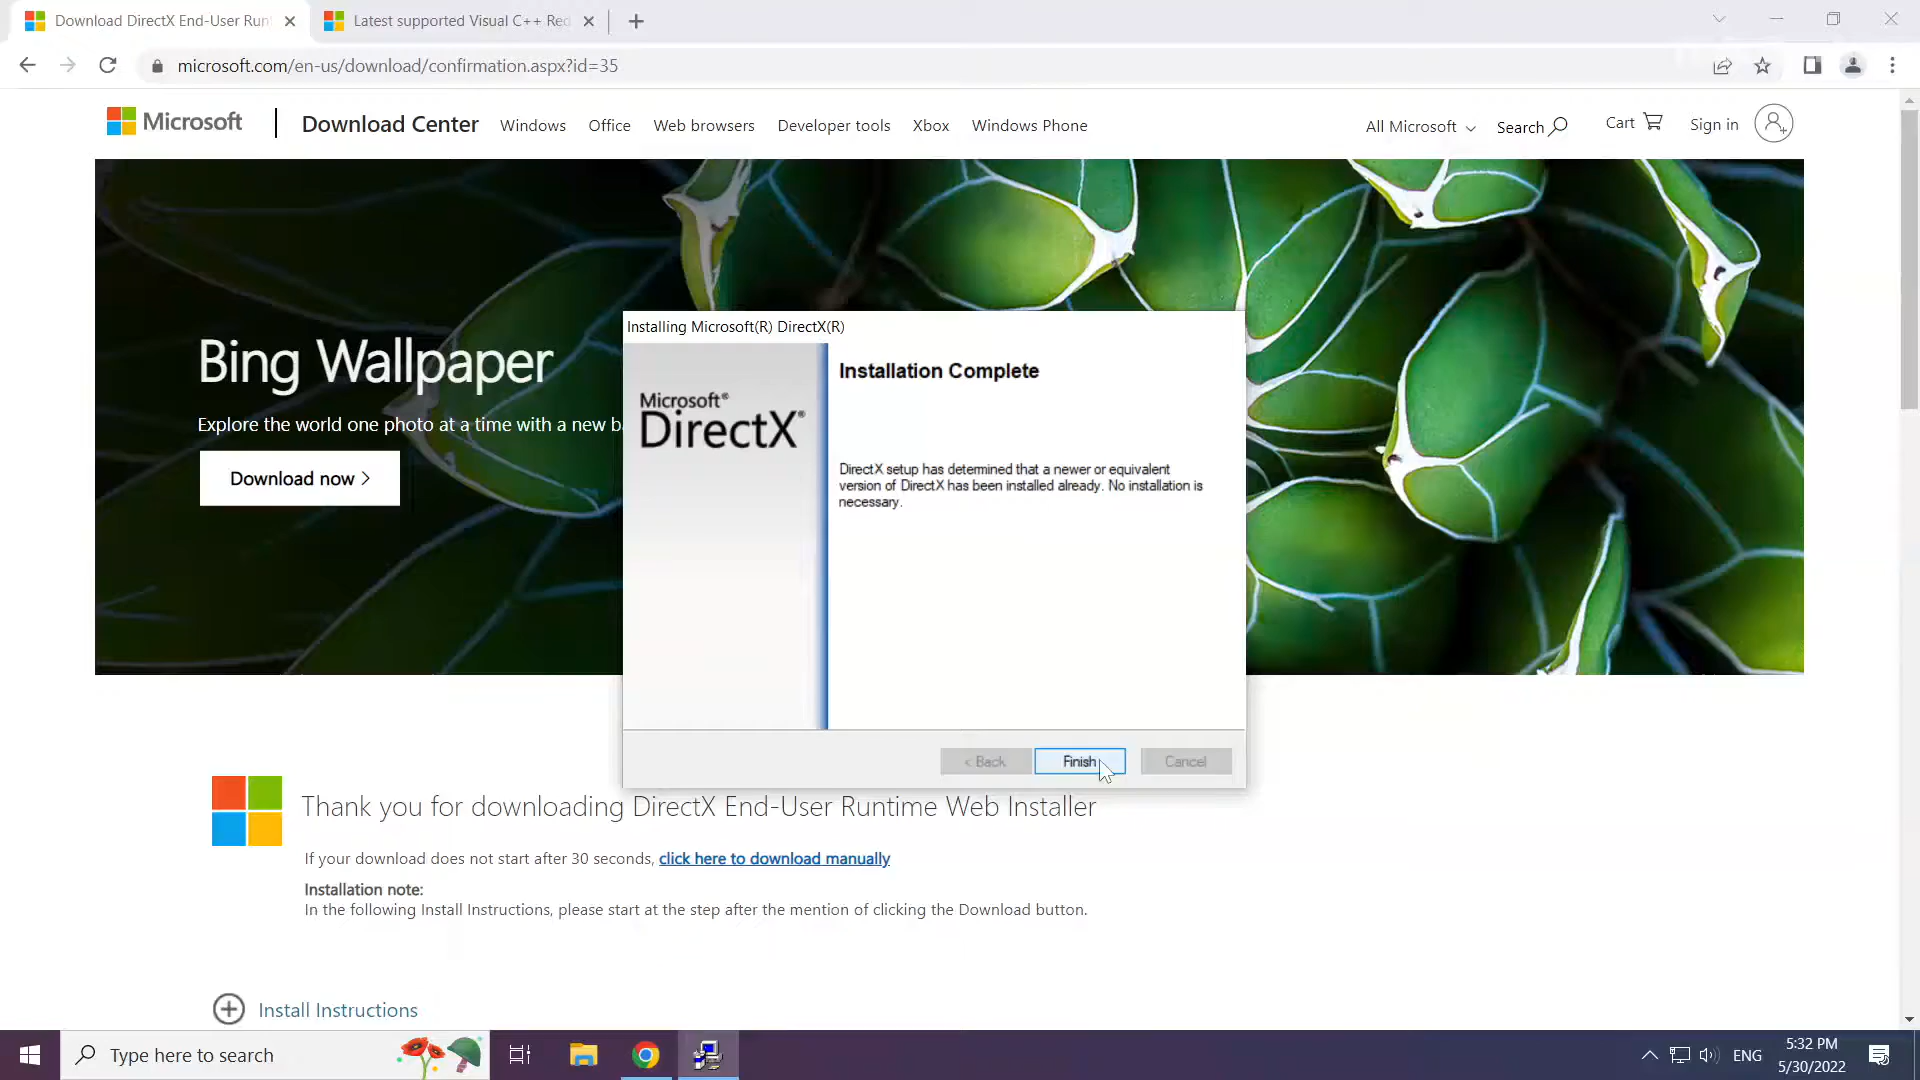 Download DirectX End-User Run
Latest supported Visual C++ Red
microsoft.com/en-us/download/confirmation.aspx?id=35
Microsoft
Download Center
Windows
Office
Web browsers
Developer tools
Xbox
Windows Phone
All Microsoft
Search
Cart
Sign in
Bing Wallpaper
Explore the world one photo at a time with a new b
Download now >
Installing Microsoft(R) DirectX(R)
Microsoft®
DirectX®
Installation Complete
DirectX setup has determined that a newer or equivalent
version of DirectX has been installed already. No installation is
necessary.
< Back
Finish
Cancel
Thank you for downloading DirectX End-User Runtime Web Installer
If your download does not start after 30 seconds, click here to download manually
Installation note:
In the following Install Instructions, please start at the step after the mention of clicking the Download button.
Install Instructions
Type here to search
ENG
5:32 PM
5/30/2022